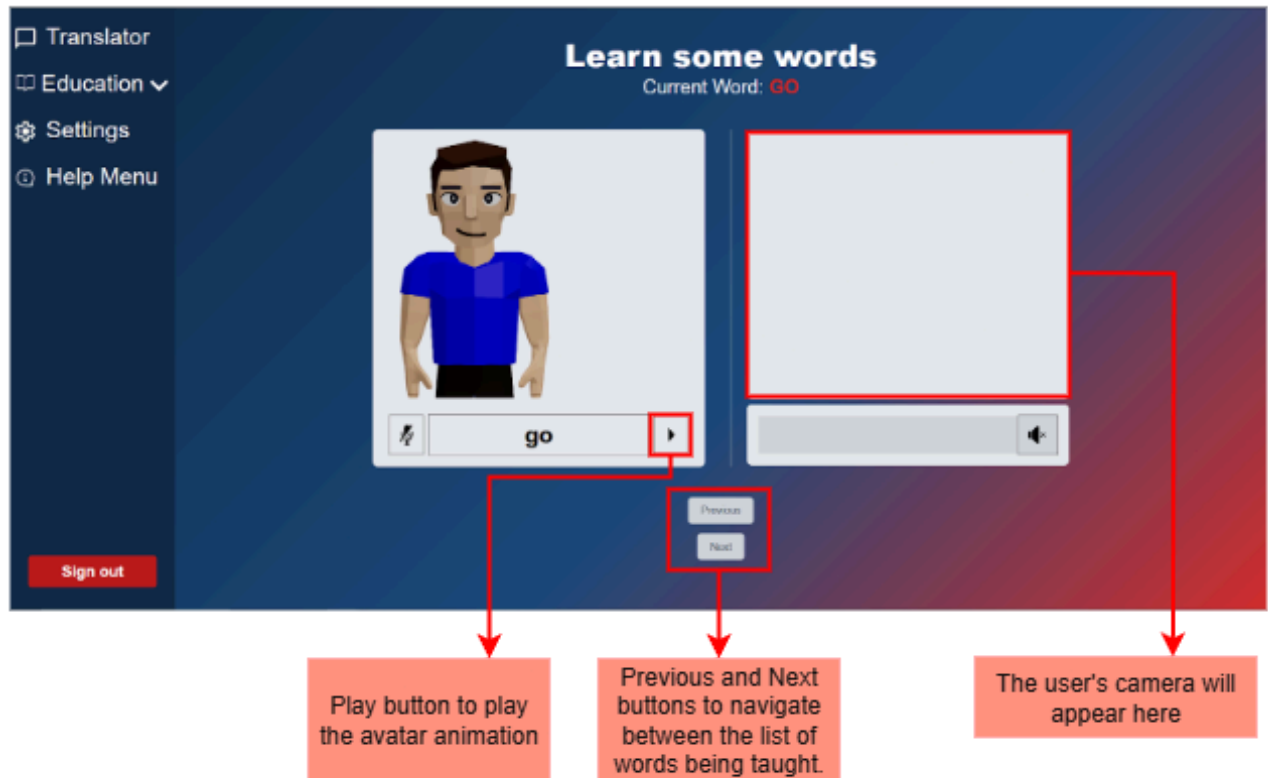 Translator
Education
Settings
Help Menu
Sign out
Learn some words
Current Word: GO
go
Previous
Next
Play button to play
the avatar animation
Previous and Next
buttons to navigate
between the list of
words being taught.
The user's camera will
appear here